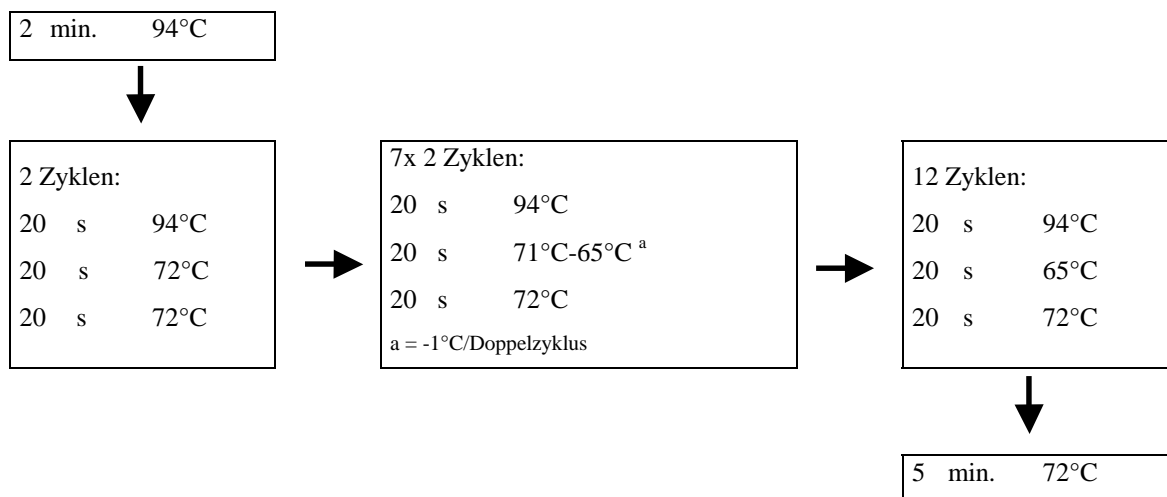 2 min. 94°C
2 Zyklen:
20 s 94°C
20 s 72°C
20 s 72°C
7x 2 Zyklen:
20 s 94°C
20 s 71°C-65°C a
20 s 72°C
a = -1°C/Doppelzyklus
12 Zyklen:
20 s 94°C
20 s 65°C
20 s 72°C
5 min. 72°C